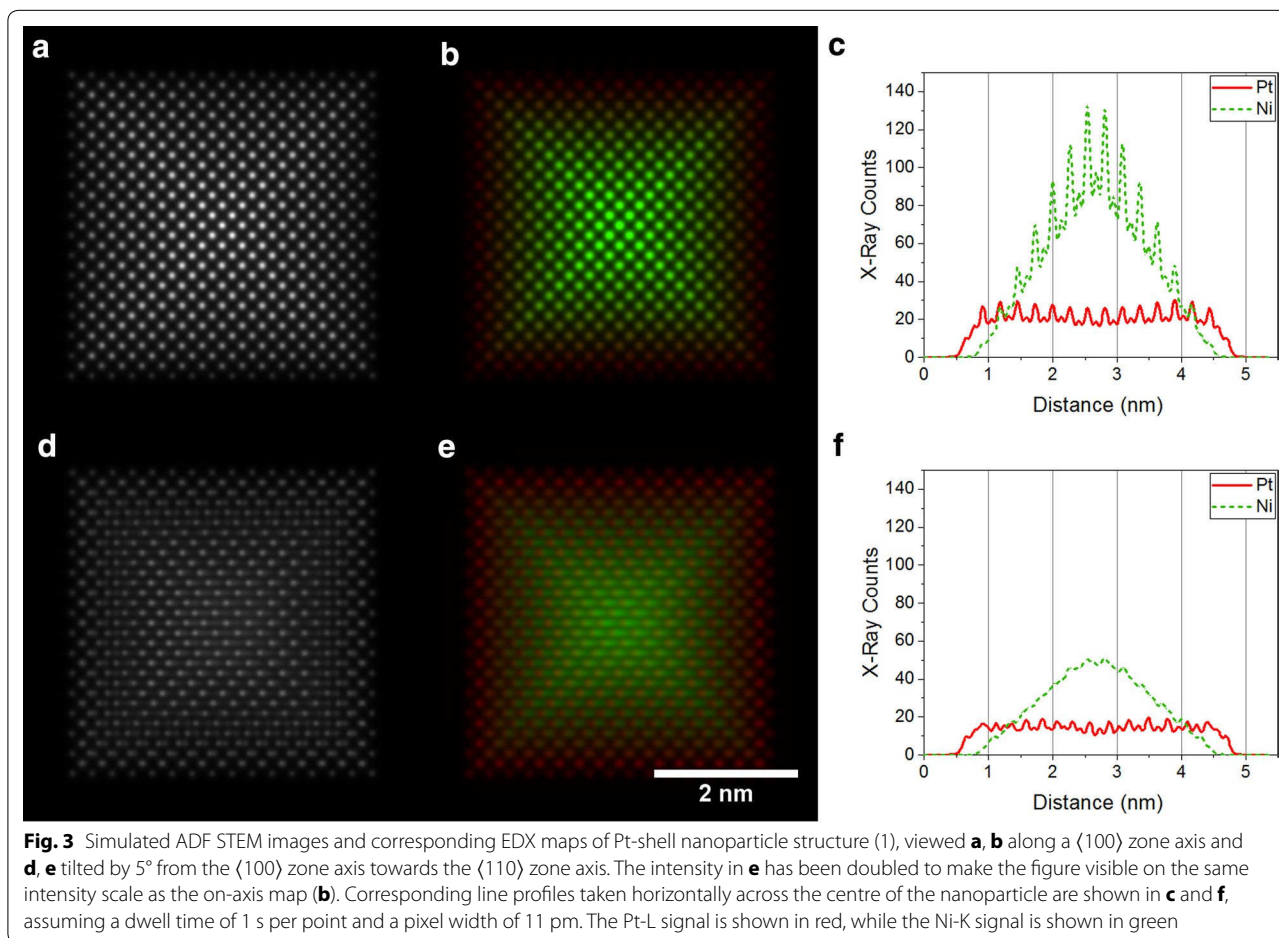 a
b
c
140
120
100
80
60
40
20
0
X-Ray Counts
Pt
Ni
0 1 2 3 4 5
Distance (nm)
d
e
f
140
120
100
80
60
40
20
0
X-Ray Counts
Pt
Ni
0 1 2 3 4 5
Distance (nm)
2 nm
Fig. 3 Simulated ADF STEM images and corresponding EDX maps of Pt-shell nanoparticle structure (1), viewed a, b along a ⟨100⟩ zone axis and
d, e tilted by 5° from the ⟨100⟩ zone axis towards the ⟨110⟩ zone axis. The intensity in e has been doubled to make the figure visible on the same
intensity scale as the on-axis map (b). Corresponding line profiles taken horizontally across the centre of the nanoparticle are shown in c and f,
assuming a dwell time of 1 s per point and a pixel width of 11 pm. The Pt-L signal is shown in red, while the Ni-K signal is shown in green